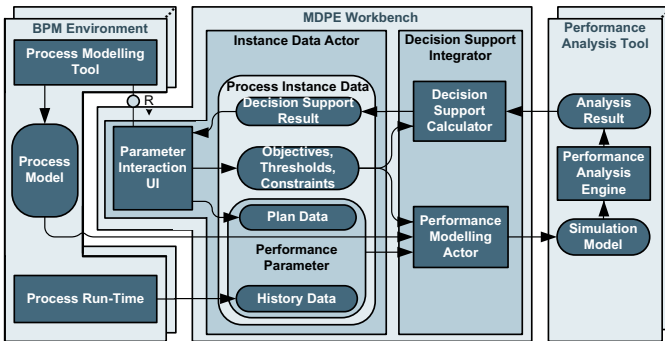 BPM Environment
Process Modelling
Tool
R
Process
Model
Process Run-Time
MDPE Workbench
Instance Data Actor
Parameter
Interaction
UI
Process Instance Data
Decision Support
Result
Objectives,
Thresholds,
Constraints
Plan Data
Performance
Parameter
History Data
Decision Support
Integrator
Decision
Support
Calculator
Performance
Modelling
Actor
Performance
Analysis Tool
Analysis
Result
Performance
Analysis
Engine
Simulation
Model